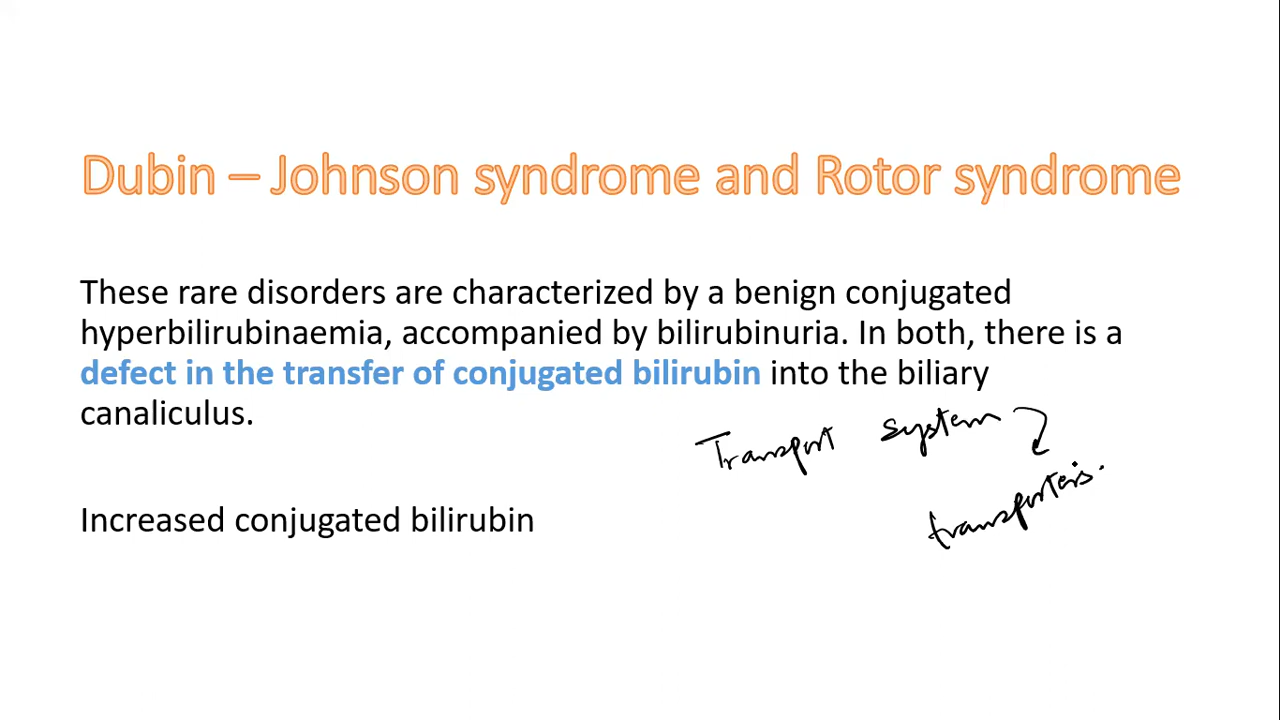 Dubin – Johnson syndrome and Rotor syndrome
These rare disorders are characterized by a benign conjugated
hyperbilirubinaemia, accompanied by bilirubinuria. In both, there is a
defect in the transfer of conjugated bilirubin into the biliary
canaliculus.
Transport system
transporters.
Increased conjugated bilirubin